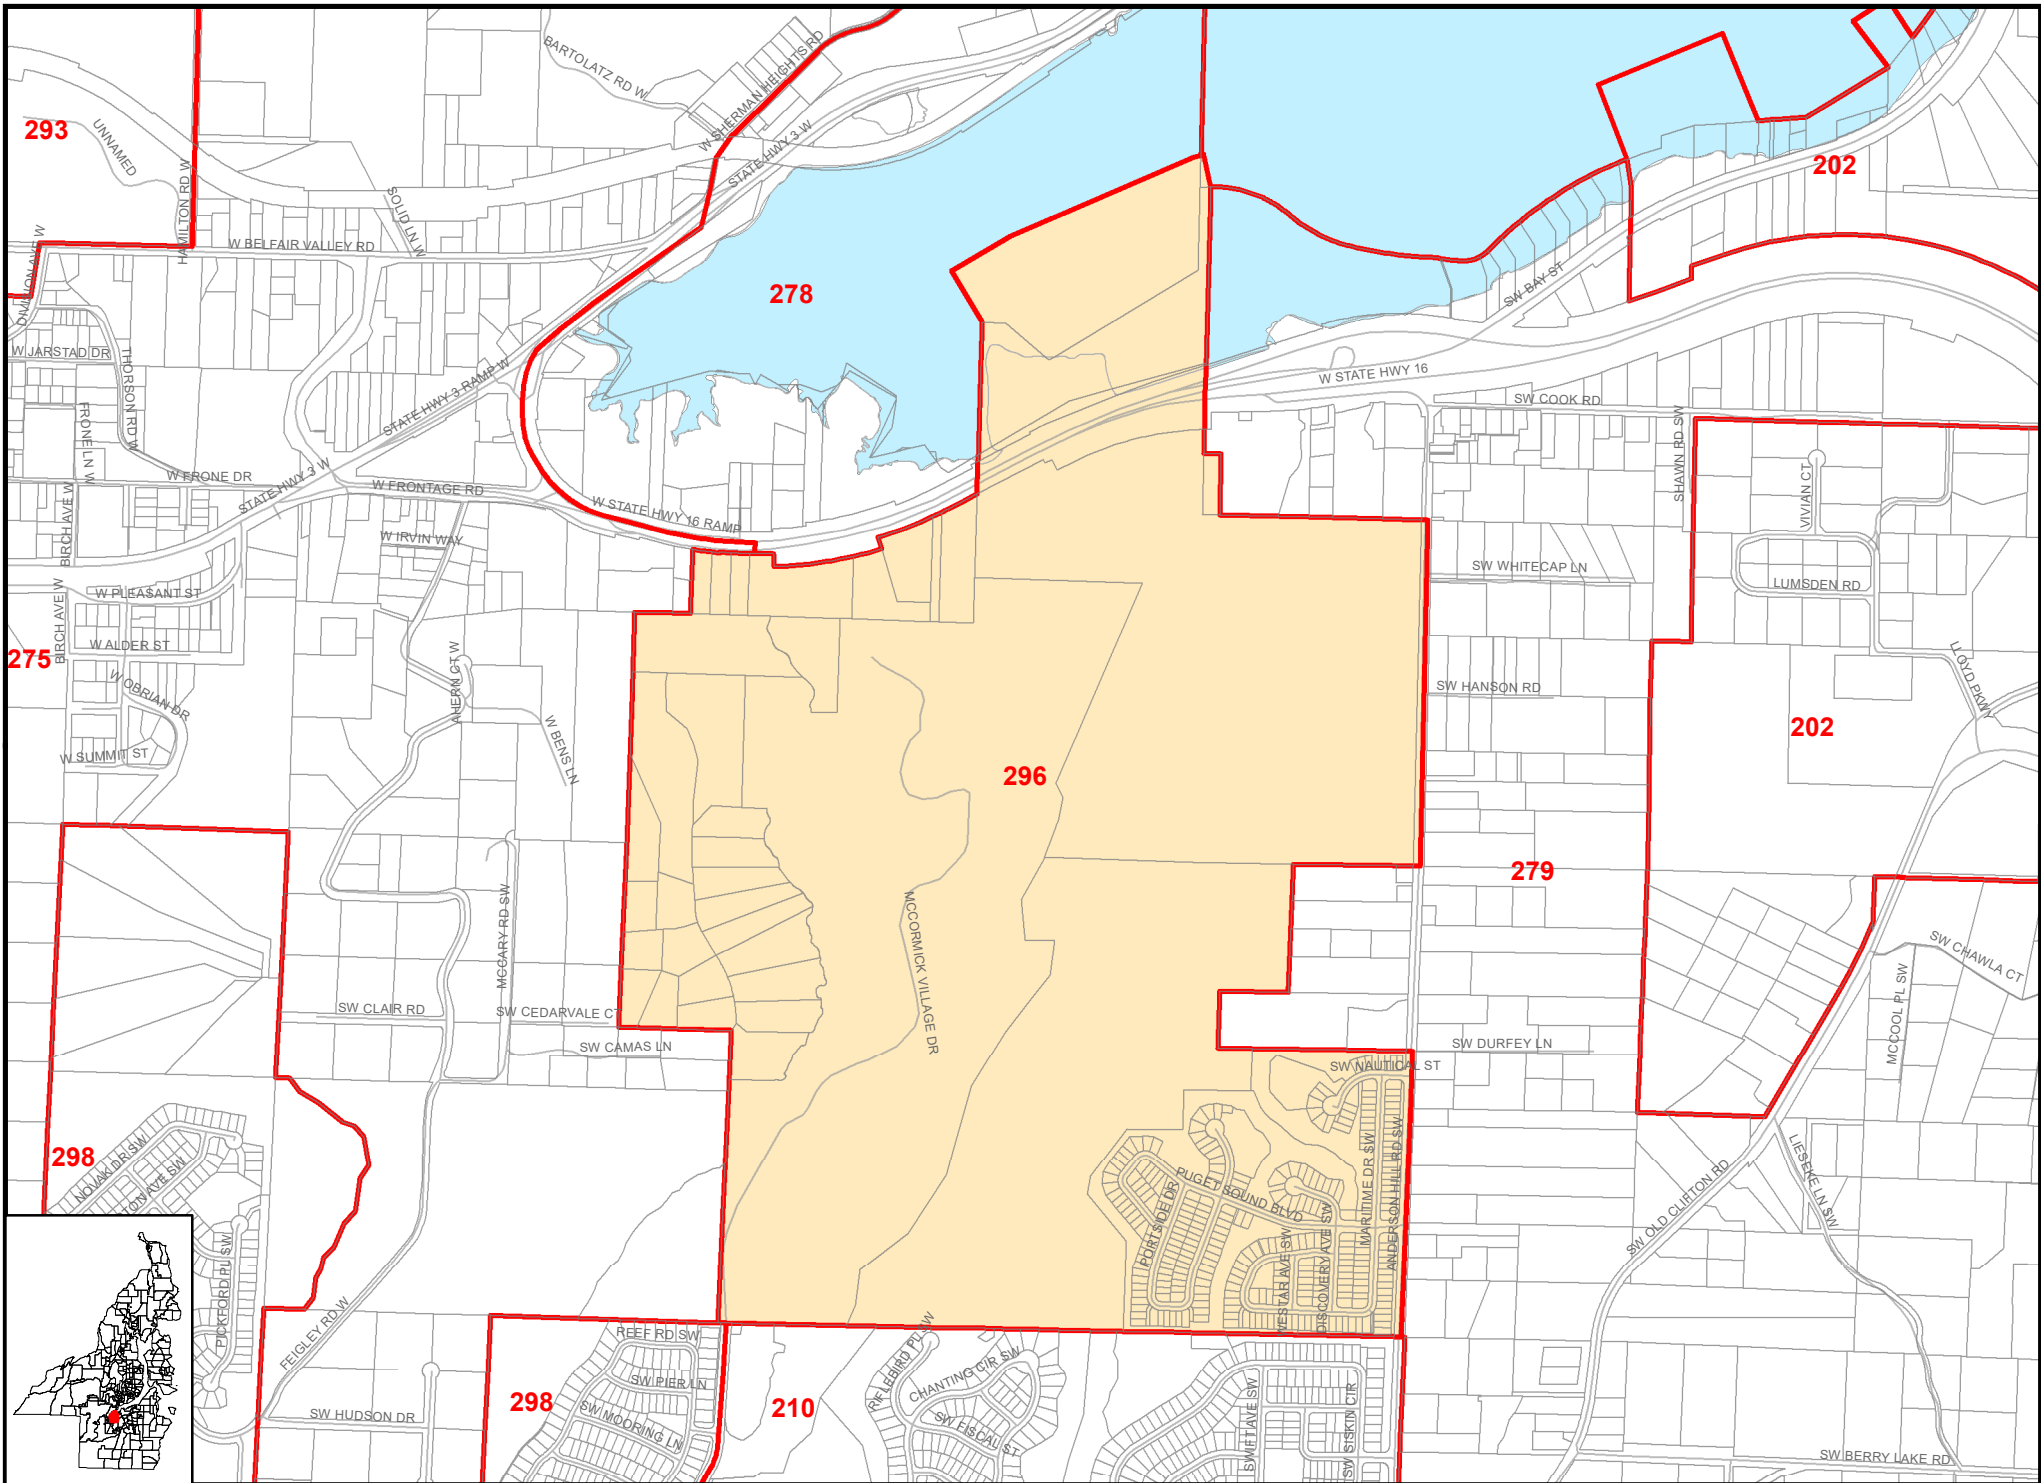 BARTOLATZ RD W
W SHERMAN HEIGHTS RD
293
UNNAMED
STATE HWY 3 W
202
HAMILTON RD W
SOLID LN W
W BELFAIR VALLEY RD
DIVISION AVE W
278
SW BAY ST
W JARSTAD DR
THORSON RD W
STATE HWY 3 RAMP W
W STATE HWY 16
SW COOK RD
FRONE LN W
SHAWN RD SW
W FRONE DR
STATE HWY 3 W
W FRONTAGE RD
VIVIAN CT
W STATE HWY 16 RAMP
BIRCH AVE W
W IRVIN WAY
SW WHITECAP LN
LUMSDEN RD
W PLEASANT ST
BIRCH AVE W
W ALDER ST
275
AHERN CT W
LLOYD PKWY
W OBRIAN DR
SW HANSON RD
202
W BENS LN
W SUMMIT ST
296
279
MCCORMICK VILLAGE DR
MCCARY RD SW
SW CHAWLA CT
SW CLAIR RD
SW CEDARVALE CT
MCCOOL PL SW
SW CAMAS LN
SW DURFEY LN
SW NAUTICAL ST
298
NOVAK DR SW
TON AVE SW
LIESEKE LN SW
MARITIME DR SW
ANDERSON HILL RD SW
PUGET SOUND BLVD
PORTSIDE DR
SW OLD CLIFTON RD
PICKFORD PL SW
WESTAR AVE SW
DISCOVERY AVE SW
FEIGLEY RD W
REEF RD SW
RIFLEBIRD PL SW
CHANTING CIR SW
SW PIER LN
298
210
SW HUDSON DR
SW MOORING LN
SW FISCAL ST
SW SWIFT AVE SW
SW SISKIN CIR
SW BERRY LAKE RD